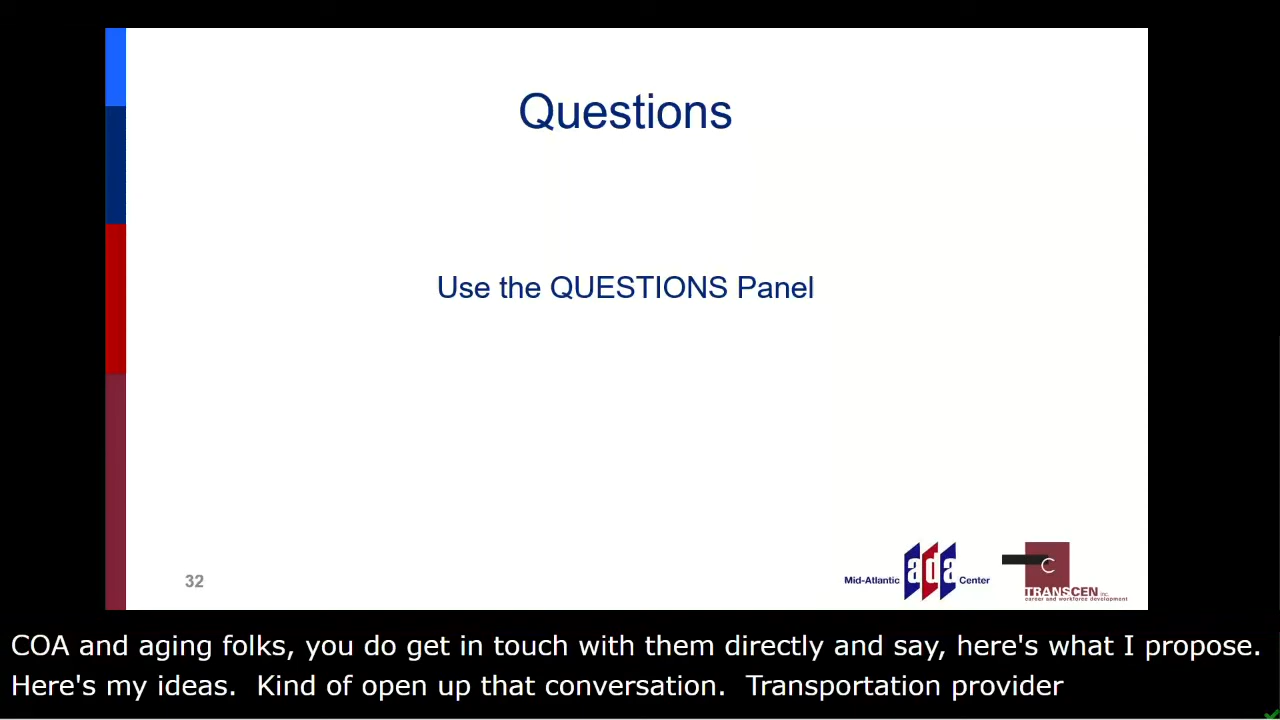 Questions
Use the QUESTIONS Panel
32
Mid-Atlantic ada Center
C
TRANSCEN inc.
career and workforce development
COA and aging folks, you do get in touch with them directly and say, here's what I propose.
Here's my ideas.  Kind of open up that conversation.  Transportation provider